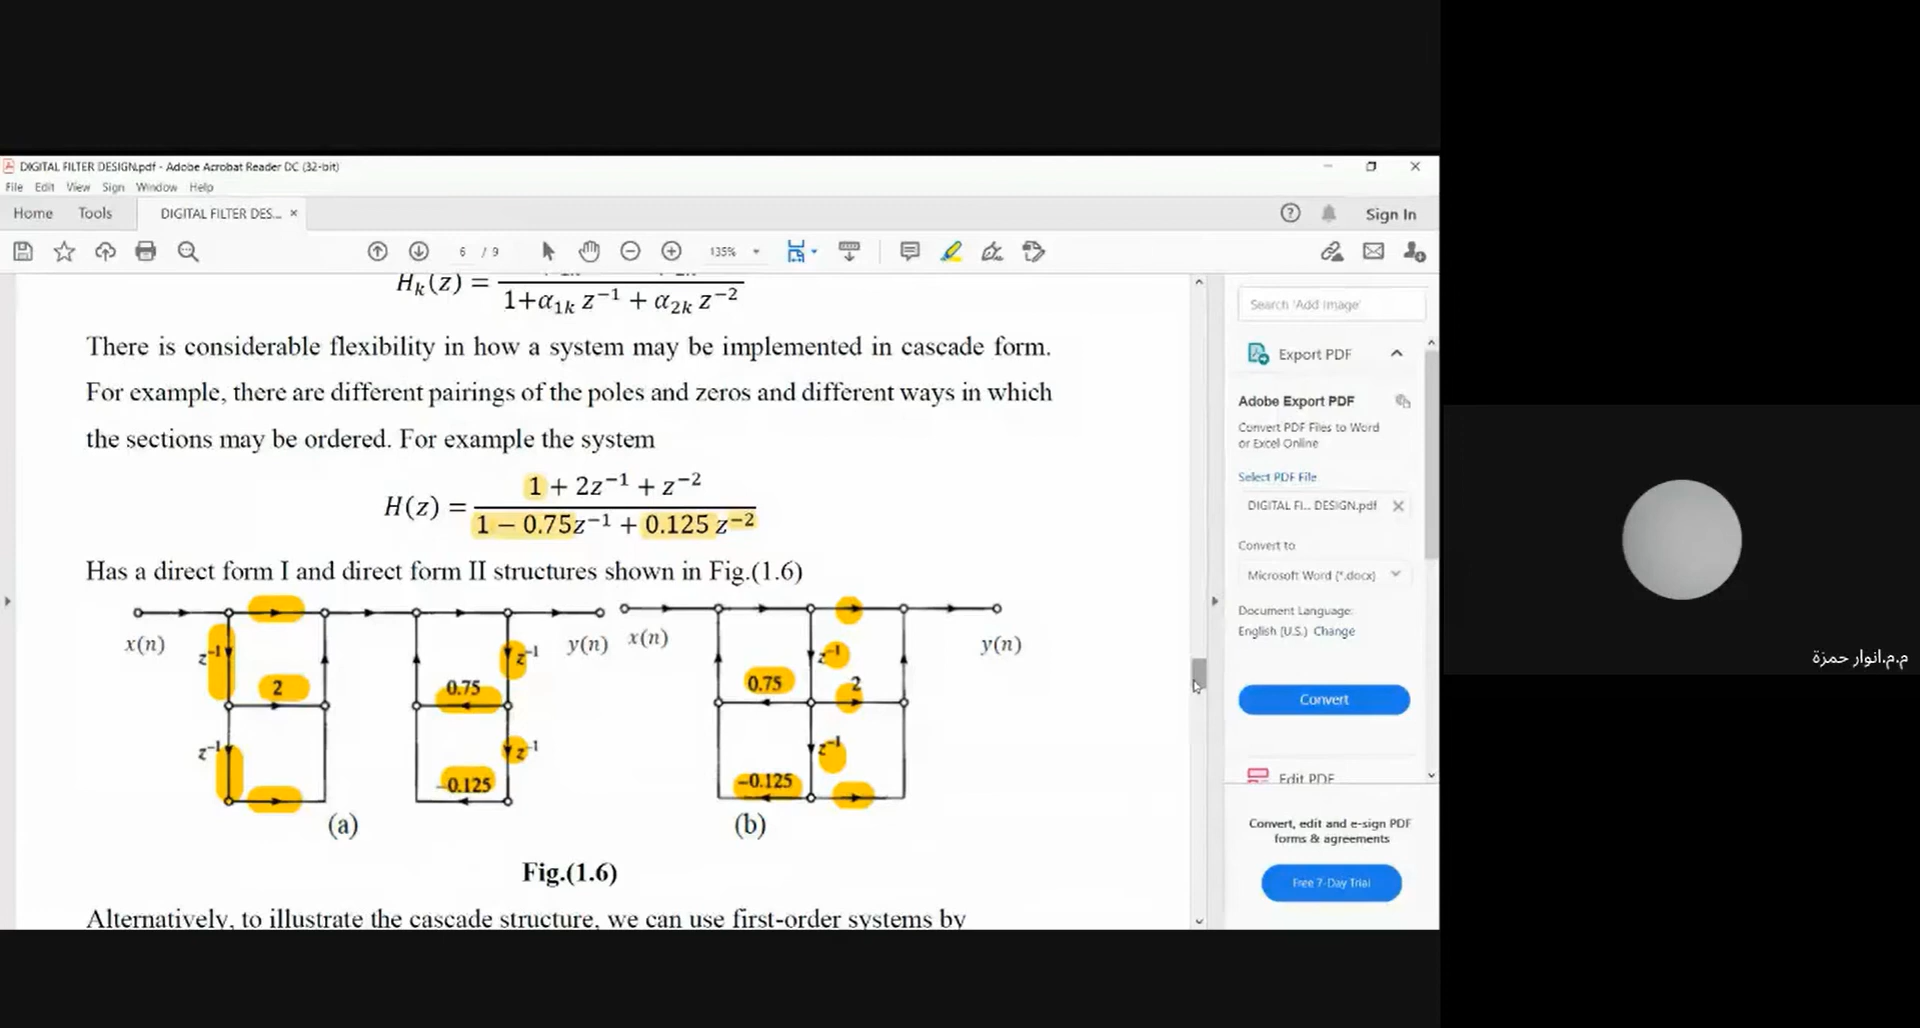 DIGITAL FILTER DESIGN.pdf - Adobe Acrobat Reader DC (32-bit)
File Edit View Sign Window Help
Home Tools DIGITAL FILTER DES... × Sign In
6 / 9 135%
Hₖ(z) =
1+α₁ₖ z⁻¹ + α₂ₖ z⁻²
There is considerable flexibility in how a system may be implemented in cascade form.
For example, there are different pairings of the poles and zeros and different ways in which
the sections may be ordered. For example the system
1 + 2z⁻¹ + z⁻²
H(z) =
1 − 0.75z⁻¹ + 0.125 z⁻²
Has a direct form I and direct form II structures shown in Fig.(1.6)
x(n) z⁻¹ z⁻¹ y(n) x(n) z⁻¹ y(n)
2 0.75 0.75 2
z⁻¹ z⁻¹ z⁻¹
−0.125 −0.125
(a) (b)
Fig.(1.6)
Alternatively, to illustrate the cascade structure, we can use first-order systems by
Search 'Add Image'
Export PDF
Adobe Export PDF
Convert PDF Files to Word
or Excel Online
Select PDF File
DIGITAL FI... DESIGN.pdf ×
Convert to
Microsoft Word (*.docx)
Document Language:
English (U.S.) Change
Convert
Edit PDF
Convert, edit and e-sign PDF
forms & agreements
Free 7-Day Trial
م.م.انوار حمزة